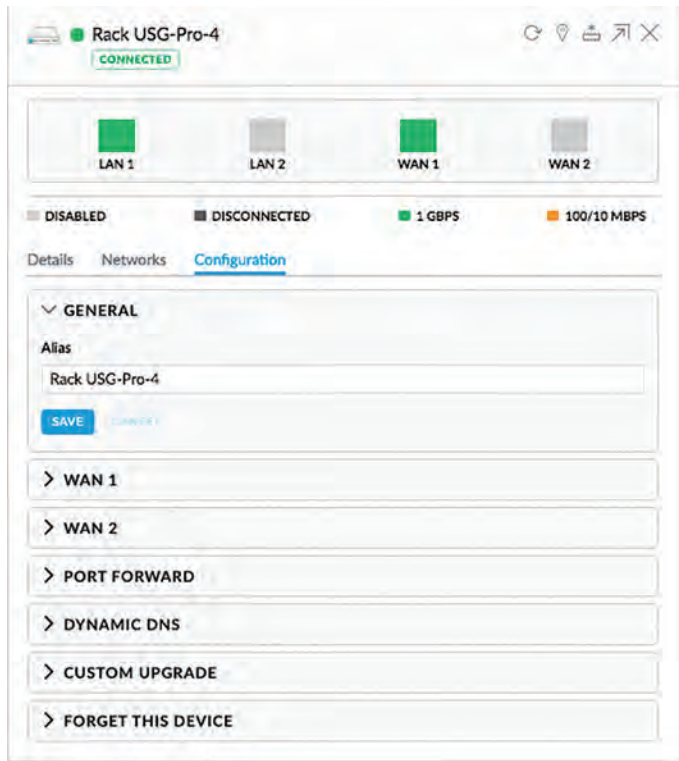 Rack USG-Pro-4
CONNECTED
LAN 1 LAN 2 WAN 1 WAN 2
DISABLED DISCONNECTED 1 GBPS 100/10 MBPS
Details Networks Configuration
GENERAL
Alias
Rack USG-Pro-4
SAVE
WAN 1
WAN 2
PORT FORWARD
DYNAMIC DNS
CUSTOM UPGRADE
FORGET THIS DEVICE